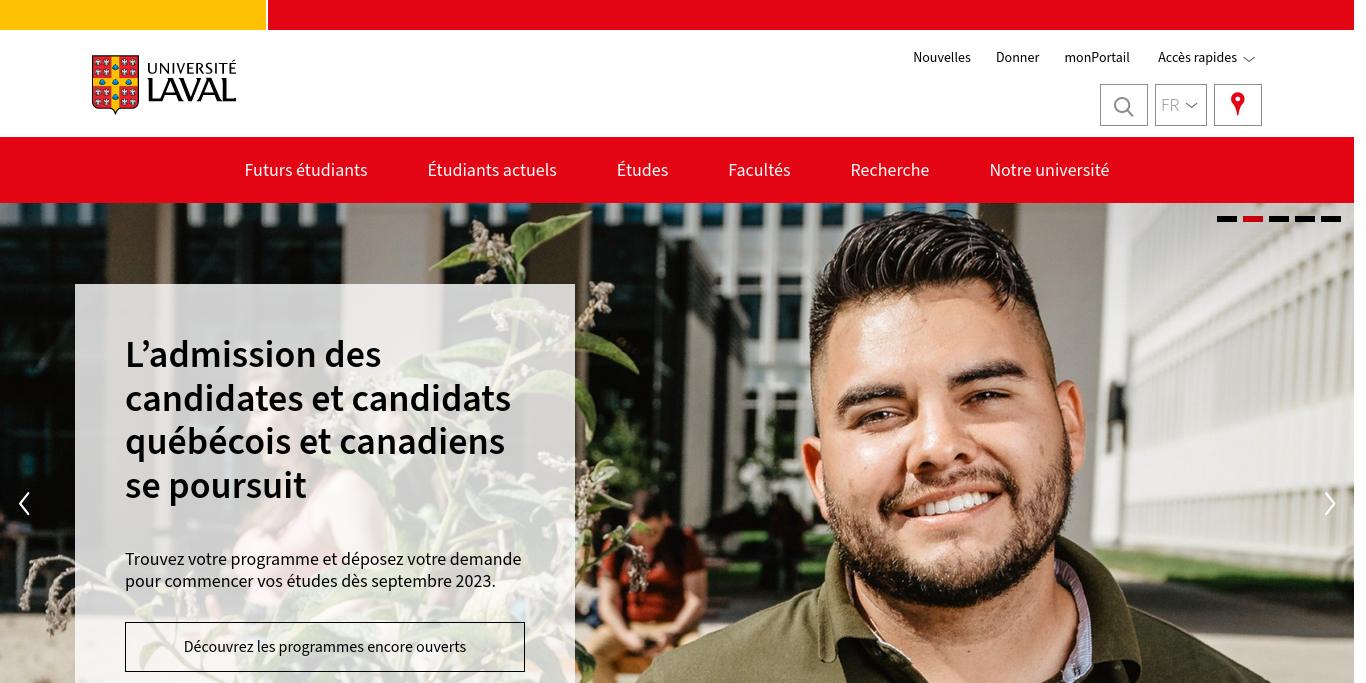 UNIVERSITÉ
LAVAL
Nouvelles Donner monPortail Accès rapides
FR
Futurs étudiants Étudiants actuels Études Facultés Recherche Notre université
L’admission des
candidates et candidats
québécois et canadiens
se poursuit
Trouvez votre programme et déposez votre demande
pour commencer vos études dès septembre 2023.
Découvrez les programmes encore ouverts